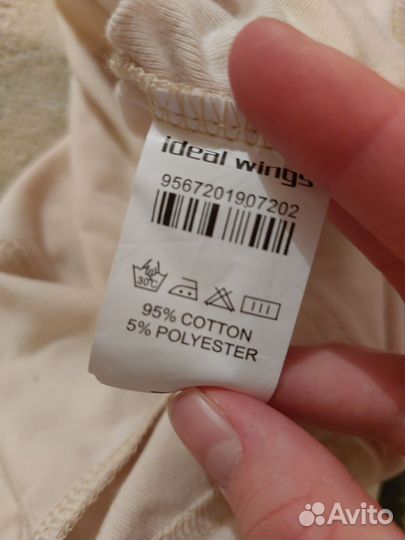 ideal wings
9567201907202
30°C
95% COTTON
5% POLYESTER
Avito